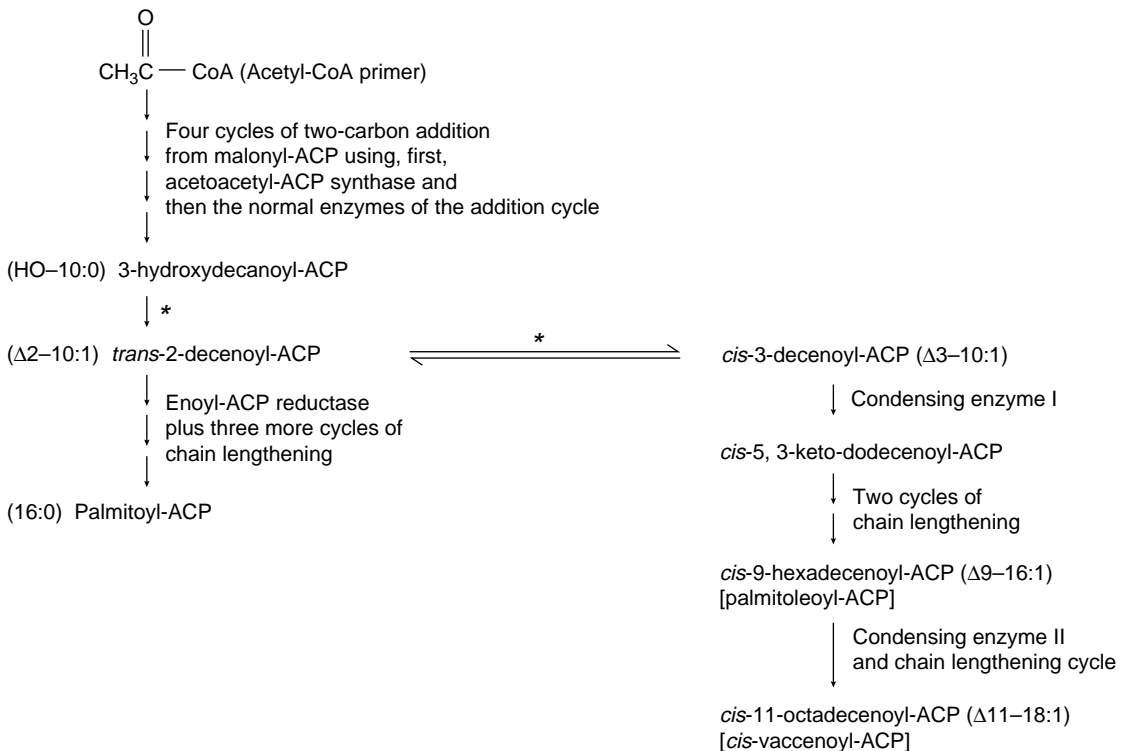 O
CH₃C — CoA (Acetyl-CoA primer)
Four cycles of two-carbon addition
from malonyl-ACP using, first,
acetoacetyl-ACP synthase and
then the normal enzymes of the addition cycle
(HO–10:0) 3-hydroxydecanoyl-ACP
*
(Δ2–10:1) trans-2-decenoyl-ACP
*
cis-3-decenoyl-ACP (Δ3–10:1)
Enoyl-ACP reductase
plus three more cycles of
chain lengthening
(16:0) Palmitoyl-ACP
Condensing enzyme I
cis-5, 3-keto-dodecenoyl-ACP
Two cycles of
chain lengthening
cis-9-hexadecenoyl-ACP (Δ9–16:1)
[palmitoleoyl-ACP]
Condensing enzyme II
and chain lengthening cycle
cis-11-octadecenoyl-ACP (Δ11–18:1)
[cis-vaccenoyl-ACP]